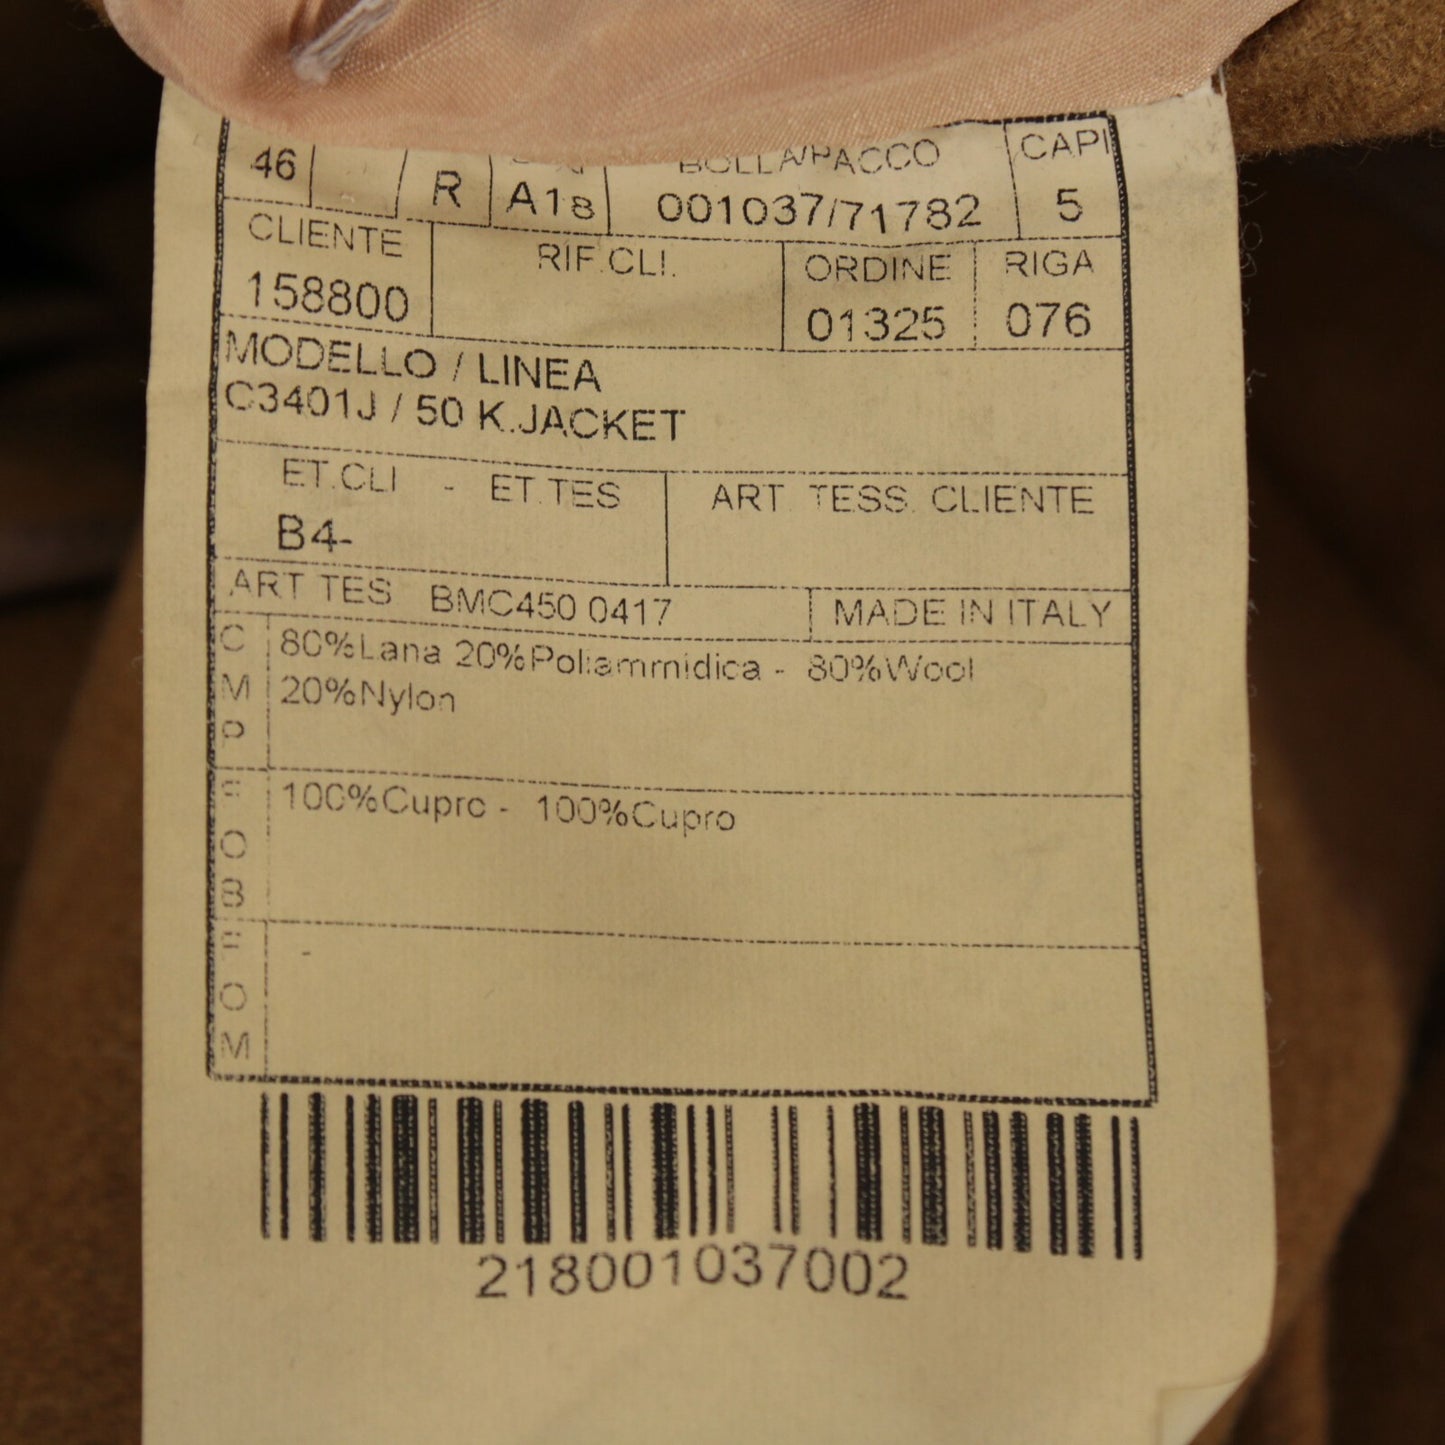 46 R A18 001037/71782 5
BOLLA/PACCO CAPI
CLIENTE RIF.CLI. ORDINE RIGA
158800 01325 076
MODELLO / LINEA
C3401J / 50 K.JACKET
ET.CLI - ET.TES ART. TESS. CLIENTE
B4-
ART TES BMC450 0417 MADE IN ITALY
C
M
P
80%Lana 20%Poliammidica - 80%Wool
20%Nylon
F
O
B
100%Cupro - 100%Cupro
F
O
M
-
218001037002